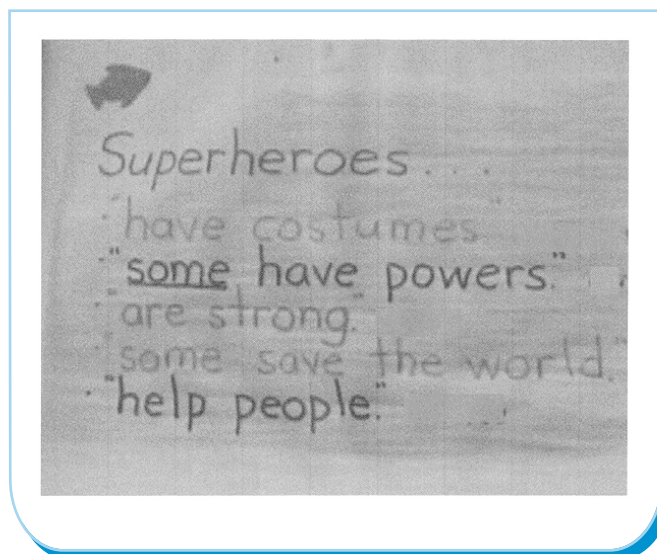 Superheroes...
· "have costumes"
· "some have powers."
· "are strong."
· "some save the world."
· "help people."